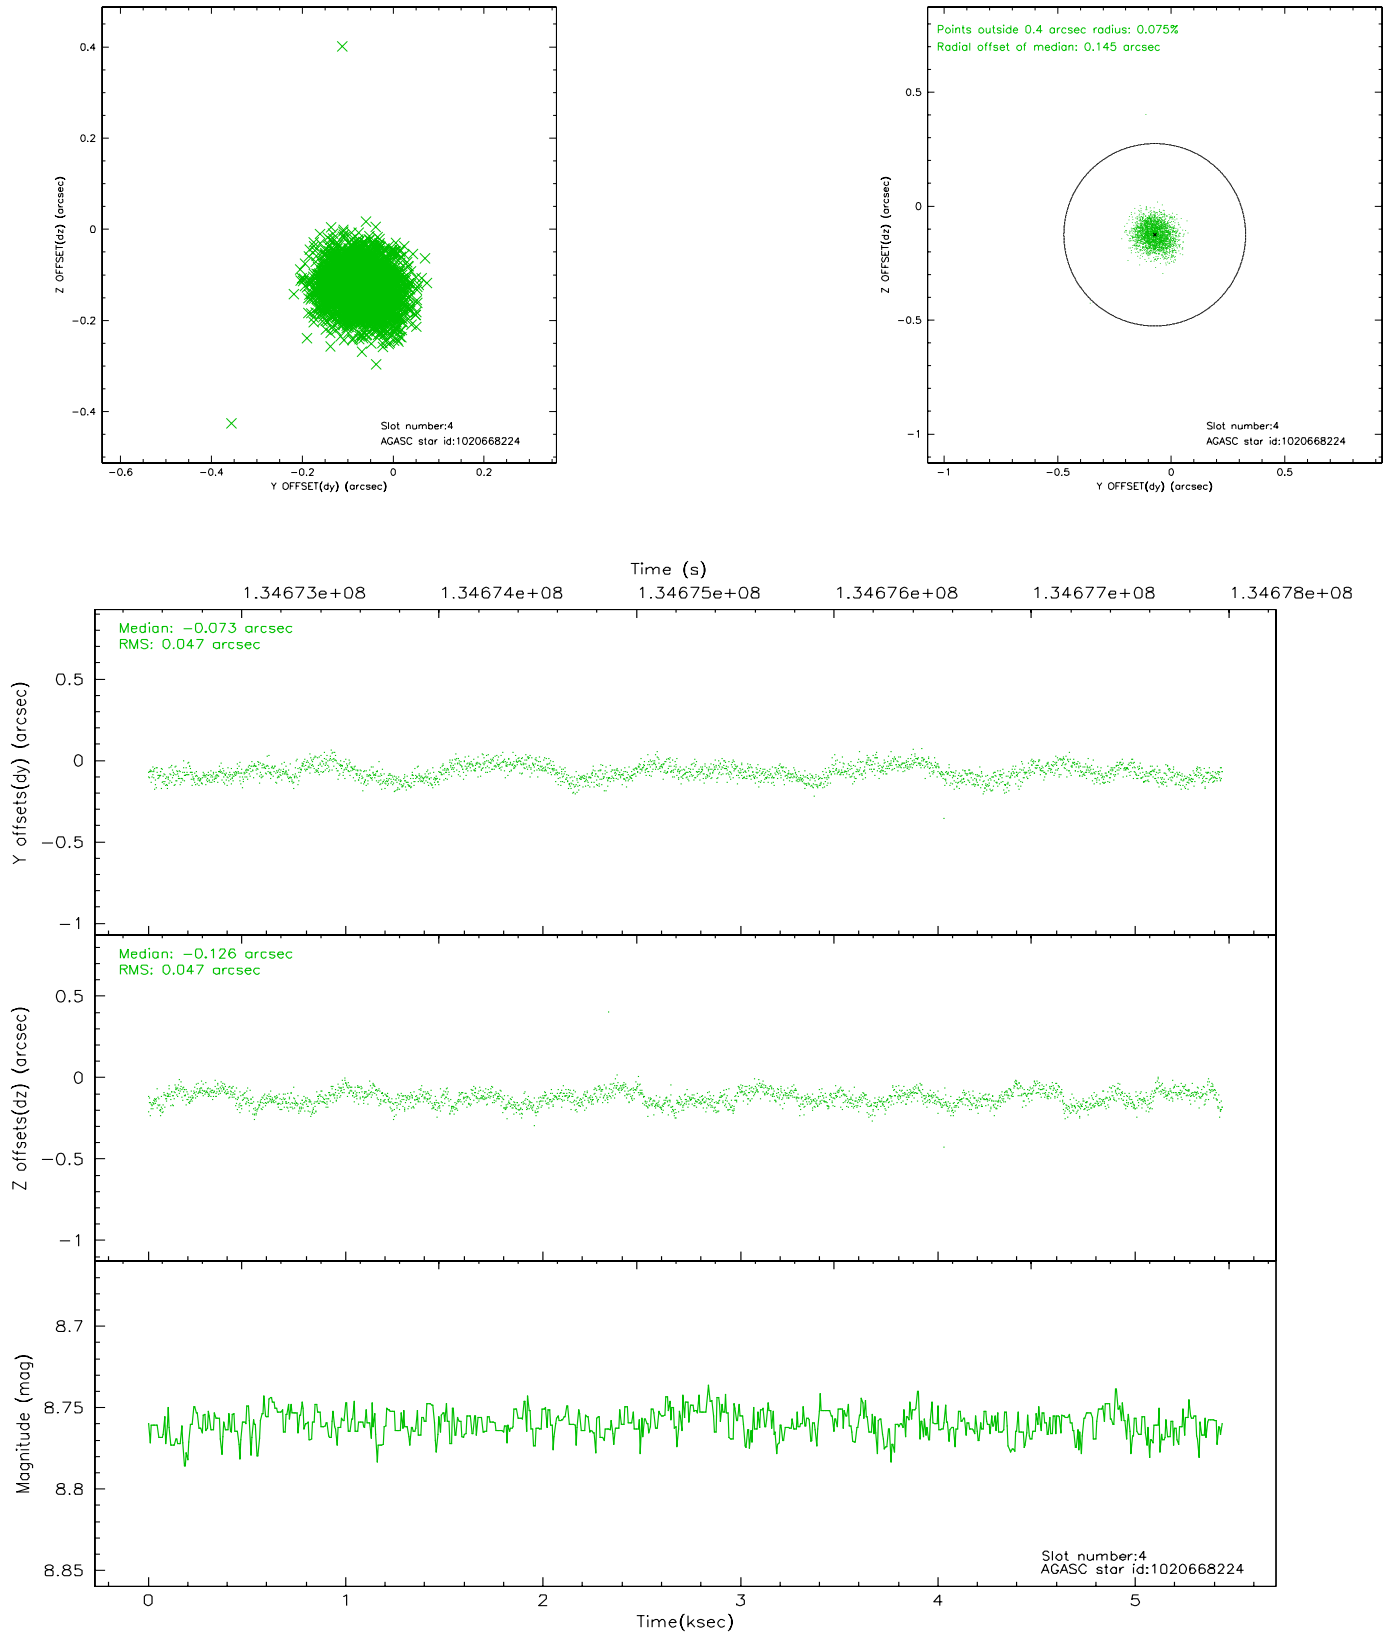 0.4
0.2
0
−0.2
−0.4
Z OFFSET(dz) (arcsec)
Slot number:4
AGASC star id:1020668224
−0.6 −0.4 −0.2 0 0.2
Y OFFSET(dy) (arcsec)
Points outside 0.4 arcsec radius: 0.075%
Radial offset of median: 0.145 arcsec
0.5
0
−0.5
−1
Z OFFSET(dz) (arcsec)
Slot number:4
AGASC star id:1020668224
−1 −0.5 0 0.5
Y OFFSET(dy) (arcsec)
Time (s)
1.34673e+08 1.34674e+08 1.34675e+08 1.34676e+08 1.34677e+08 1.34678e+08
Median: −0.073 arcsec
RMS: 0.047 arcsec
0.5
0
−0.5
−1
Y offsets(dy) (arcsec)
Median: −0.126 arcsec
RMS: 0.047 arcsec
0.5
0
−0.5
−1
Z offsets(dz) (arcsec)
8.7
8.75
8.8
8.85
Magnitude (mag)
Slot number:4
AGASC star id:1020668224
0 1 2 3 4 5
Time(ksec)